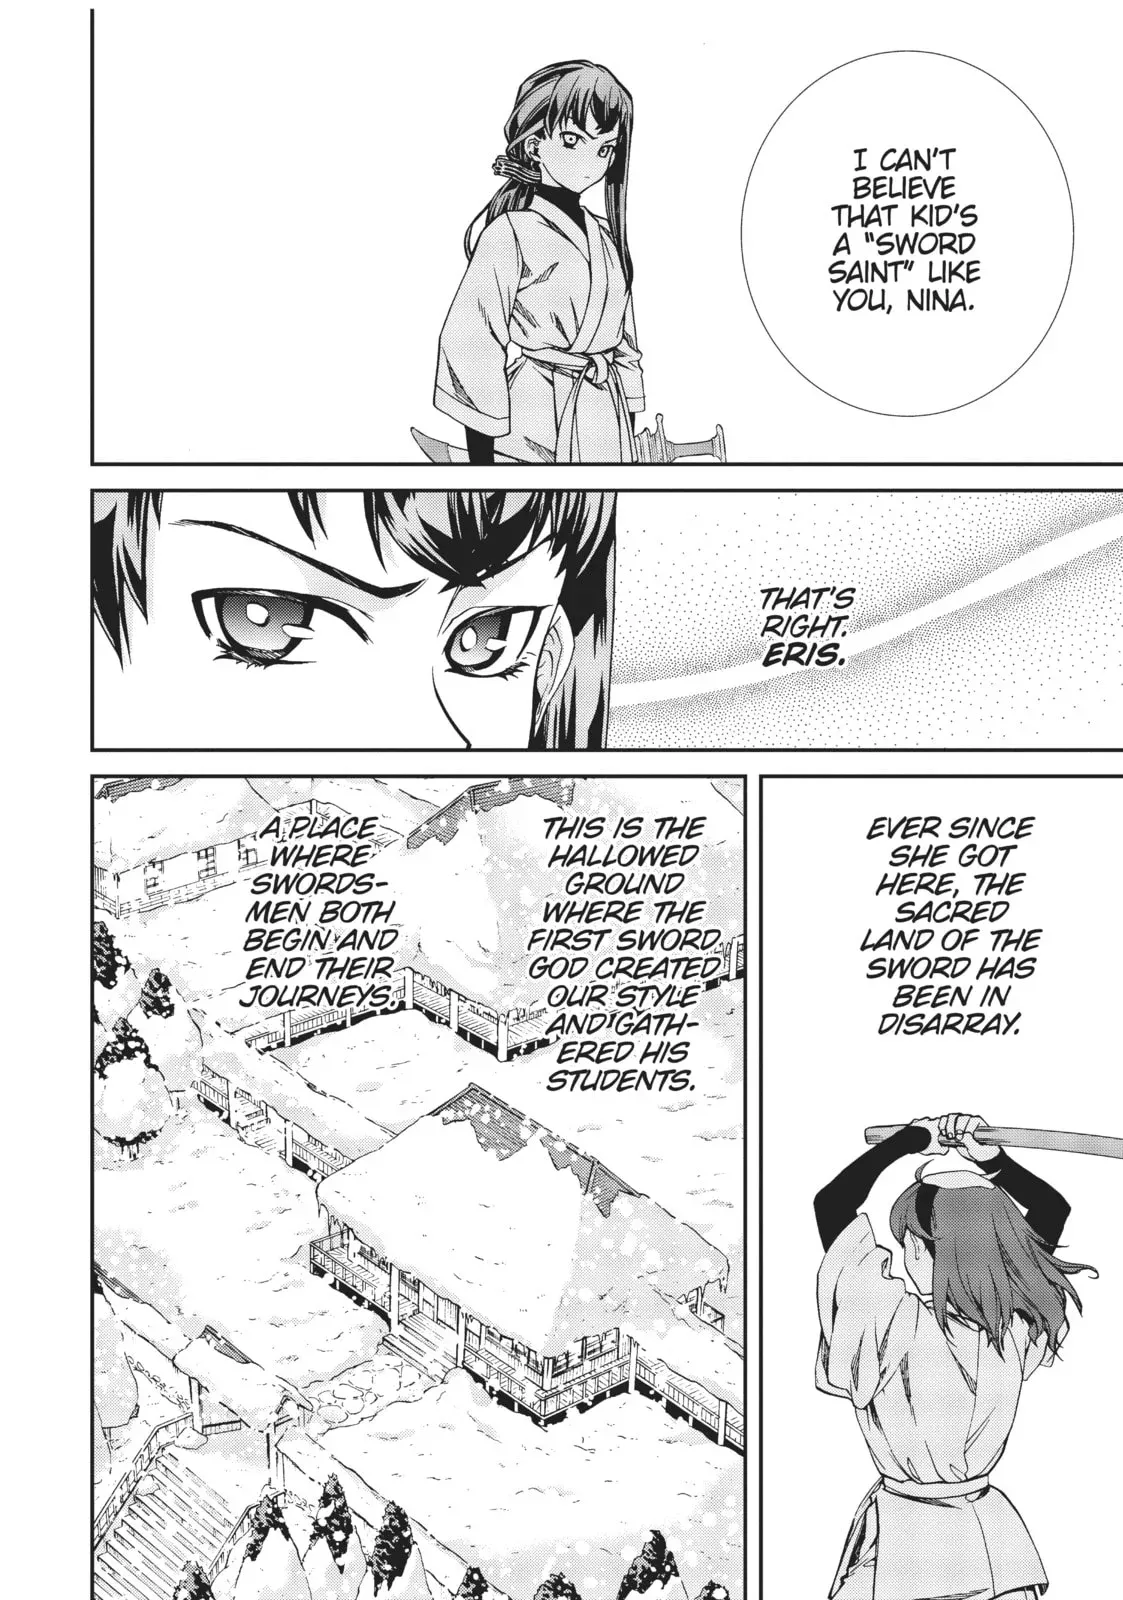 I CAN'T
BELIEVE
THAT KID'S
A "SWORD
SAINT" LIKE
YOU, NINA.
THAT'S
RIGHT.
ERIS.
EVER SINCE
SHE GOT
HERE, THE
SACRED
LAND OF THE
SWORD HAS
BEEN IN
DISARRAY.
THIS IS THE
HALLOWED
GROUND
WHERE THE
FIRST SWORD
GOD CREATED
OUR STYLE
AND GATH-
ERED HIS
STUDENTS.
A PLACE
WHERE
SWORDS-
MEN BOTH
BEGIN AND
END THEIR
JOURNEYS.